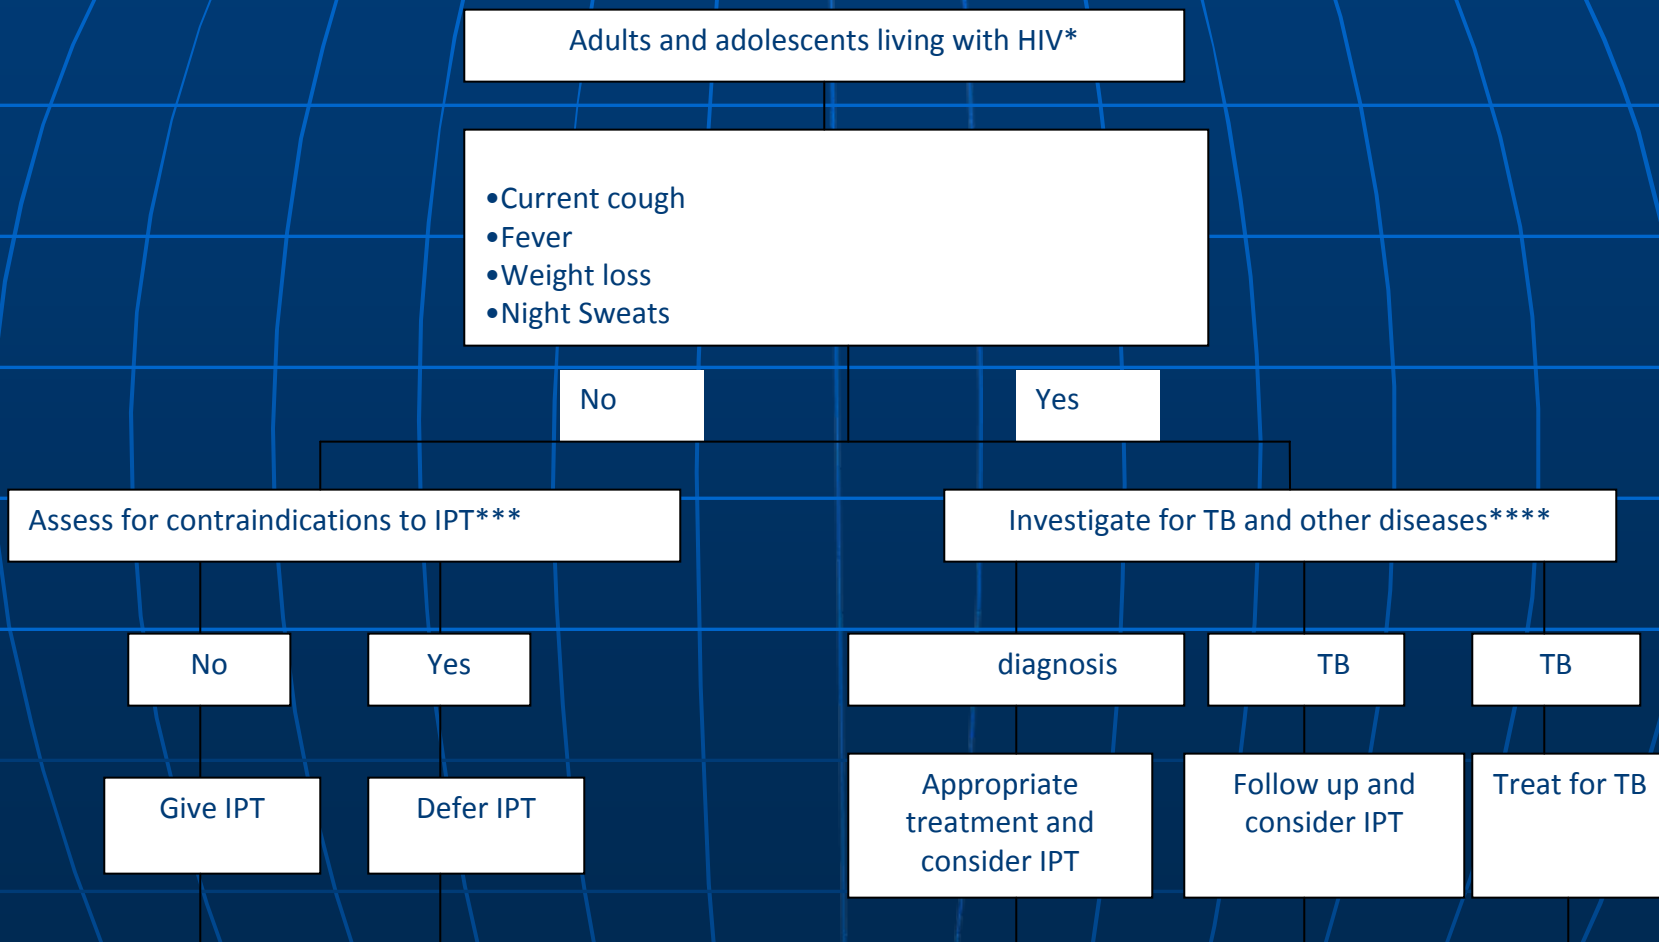 Adults and adolescents living with HIV*
•Current cough
•Fever
•Weight loss
•Night Sweats
No
Yes
Assess for contraindications to IPT***
Investigate for TB and other diseases****
No
Yes
diagnosis
TB
TB
Give IPT
Defer IPT
Appropriate
treatment and
consider IPT
Follow up and
consider IPT
Treat for TB